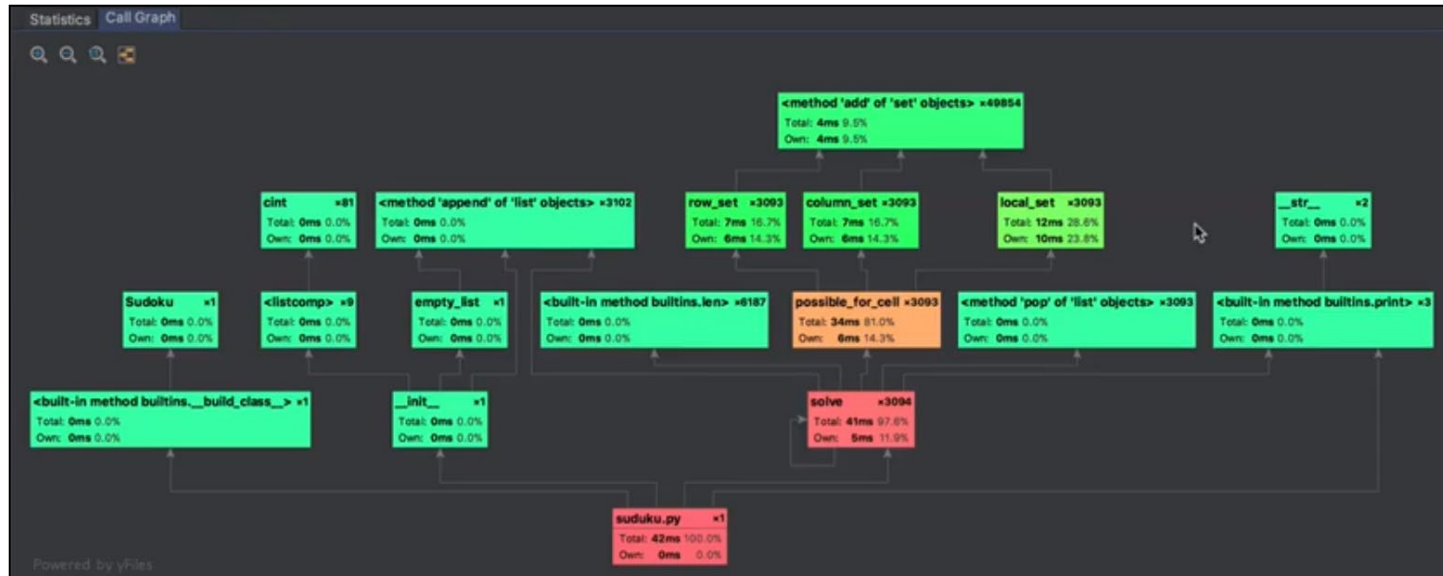 Statistics Call Graph
<method 'add' of 'set' objects> ×49854
Total: 4ms 9.5%
Own: 4ms 9.5%
cint ×81
Total: 0ms 0.0%
Own: 0ms 0.0%
<method 'append' of 'list' objects> ×3102
Total: 0ms 0.0%
Own: 0ms 0.0%
row_set ×3093
Total: 7ms 16.7%
Own: 6ms 14.3%
column_set ×3093
Total: 7ms 16.7%
Own: 6ms 14.3%
local_set ×3093
Total: 12ms 28.6%
Own: 10ms 23.8%
__str__ ×2
Total: 0ms 0.0%
Own: 0ms 0.0%
Sudoku ×1
Total: 0ms 0.0%
Own: 0ms 0.0%
<listcomp> ×9
Total: 0ms 0.0%
Own: 0ms 0.0%
empty_list ×1
Total: 0ms 0.0%
Own: 0ms 0.0%
<built-in method builtins.len> ×6187
Total: 0ms 0.0%
Own: 0ms 0.0%
possible_for_cell ×3093
Total: 34ms 81.0%
Own: 6ms 14.3%
<method 'pop' of 'list' objects> ×3093
Total: 0ms 0.0%
Own: 0ms 0.0%
<built-in method builtins.print> ×3
Total: 0ms 0.0%
Own: 0ms 0.0%
<built-in method builtins.__build_class__> ×1
Total: 0ms 0.0%
Own: 0ms 0.0%
__init__ ×1
Total: 0ms 0.0%
Own: 0ms 0.0%
solve ×3094
Total: 41ms 97.6%
Own: 5ms 11.9%
suduku.py ×1
Total: 42ms 100.0%
Own: 0ms 0.0%
Powered by yFiles